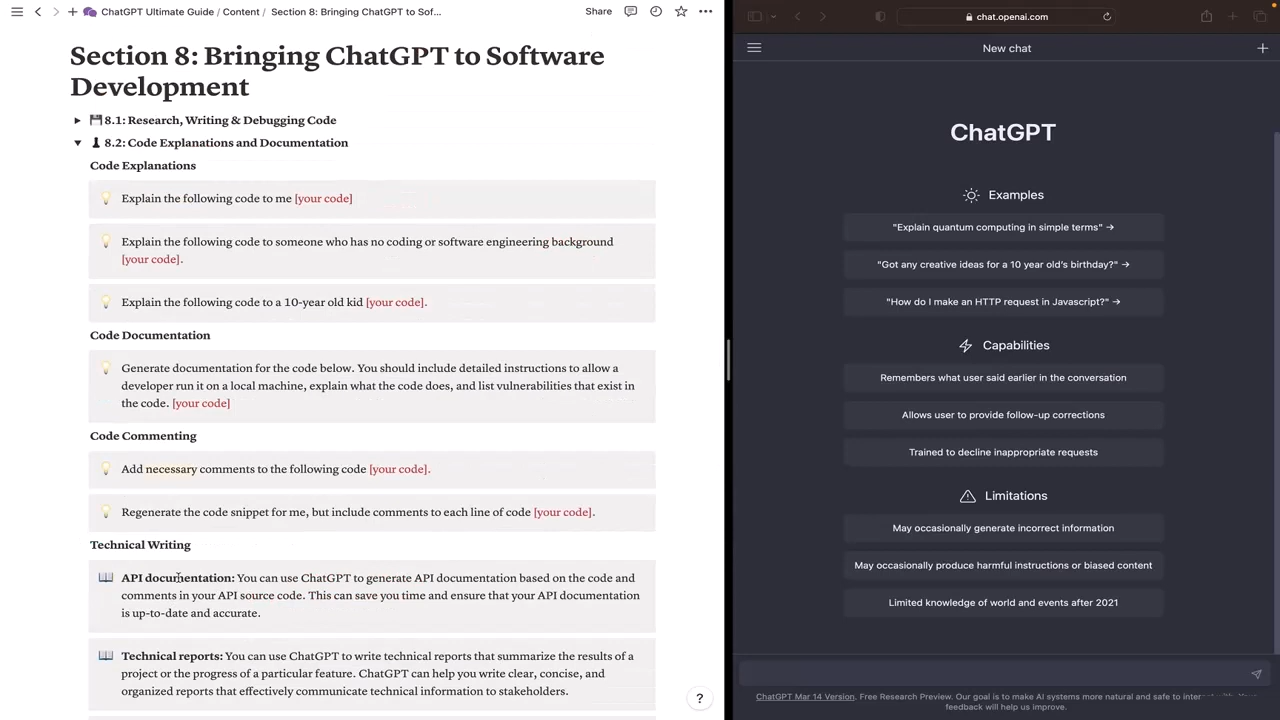 ChatGPT Ultimate Guide / Content / Section 8: Bringing ChatGPT to Sof...
Share
Section 8: Bringing ChatGPT to Software
Development
8.1: Research, Writing & Debugging Code
8.2: Code Explanations and Documentation
Code Explanations
Explain the following code to me [your code]
Explain the following code to someone who has no coding or software engineering background
[your code].
Explain the following code to a 10-year old kid [your code].
Code Documentation
Generate documentation for the code below. You should include detailed instructions to allow a
developer run it on a local machine, explain what the code does, and list vulnerabilities that exist in
the code. [your code]
Code Commenting
Add necessary comments to the following code [your code].
Regenerate the code snippet for me, but include comments to each line of code [your code].
Technical Writing
API documentation: You can use ChatGPT to generate API documentation based on the code and
comments in your API source code. This can save you time and ensure that your API documentation
is up-to-date and accurate.
Technical reports: You can use ChatGPT to write technical reports that summarize the results of a
project or the progress of a particular feature. ChatGPT can help you write clear, concise, and
organized reports that effectively communicate technical information to stakeholders.
?
chat.openai.com
New chat
ChatGPT
Examples
"Explain quantum computing in simple terms" →
"Got any creative ideas for a 10 year old's birthday?" →
"How do I make an HTTP request in Javascript?" →
Capabilities
Remembers what user said earlier in the conversation
Allows user to provide follow-up corrections
Trained to decline inappropriate requests
Limitations
May occasionally generate incorrect information
May occasionally produce harmful instructions or biased content
Limited knowledge of world and events after 2021
ChatGPT Mar 14 Version. Free Research Preview. Our goal is to make AI systems more natural and safe to
feedback will help us improve.